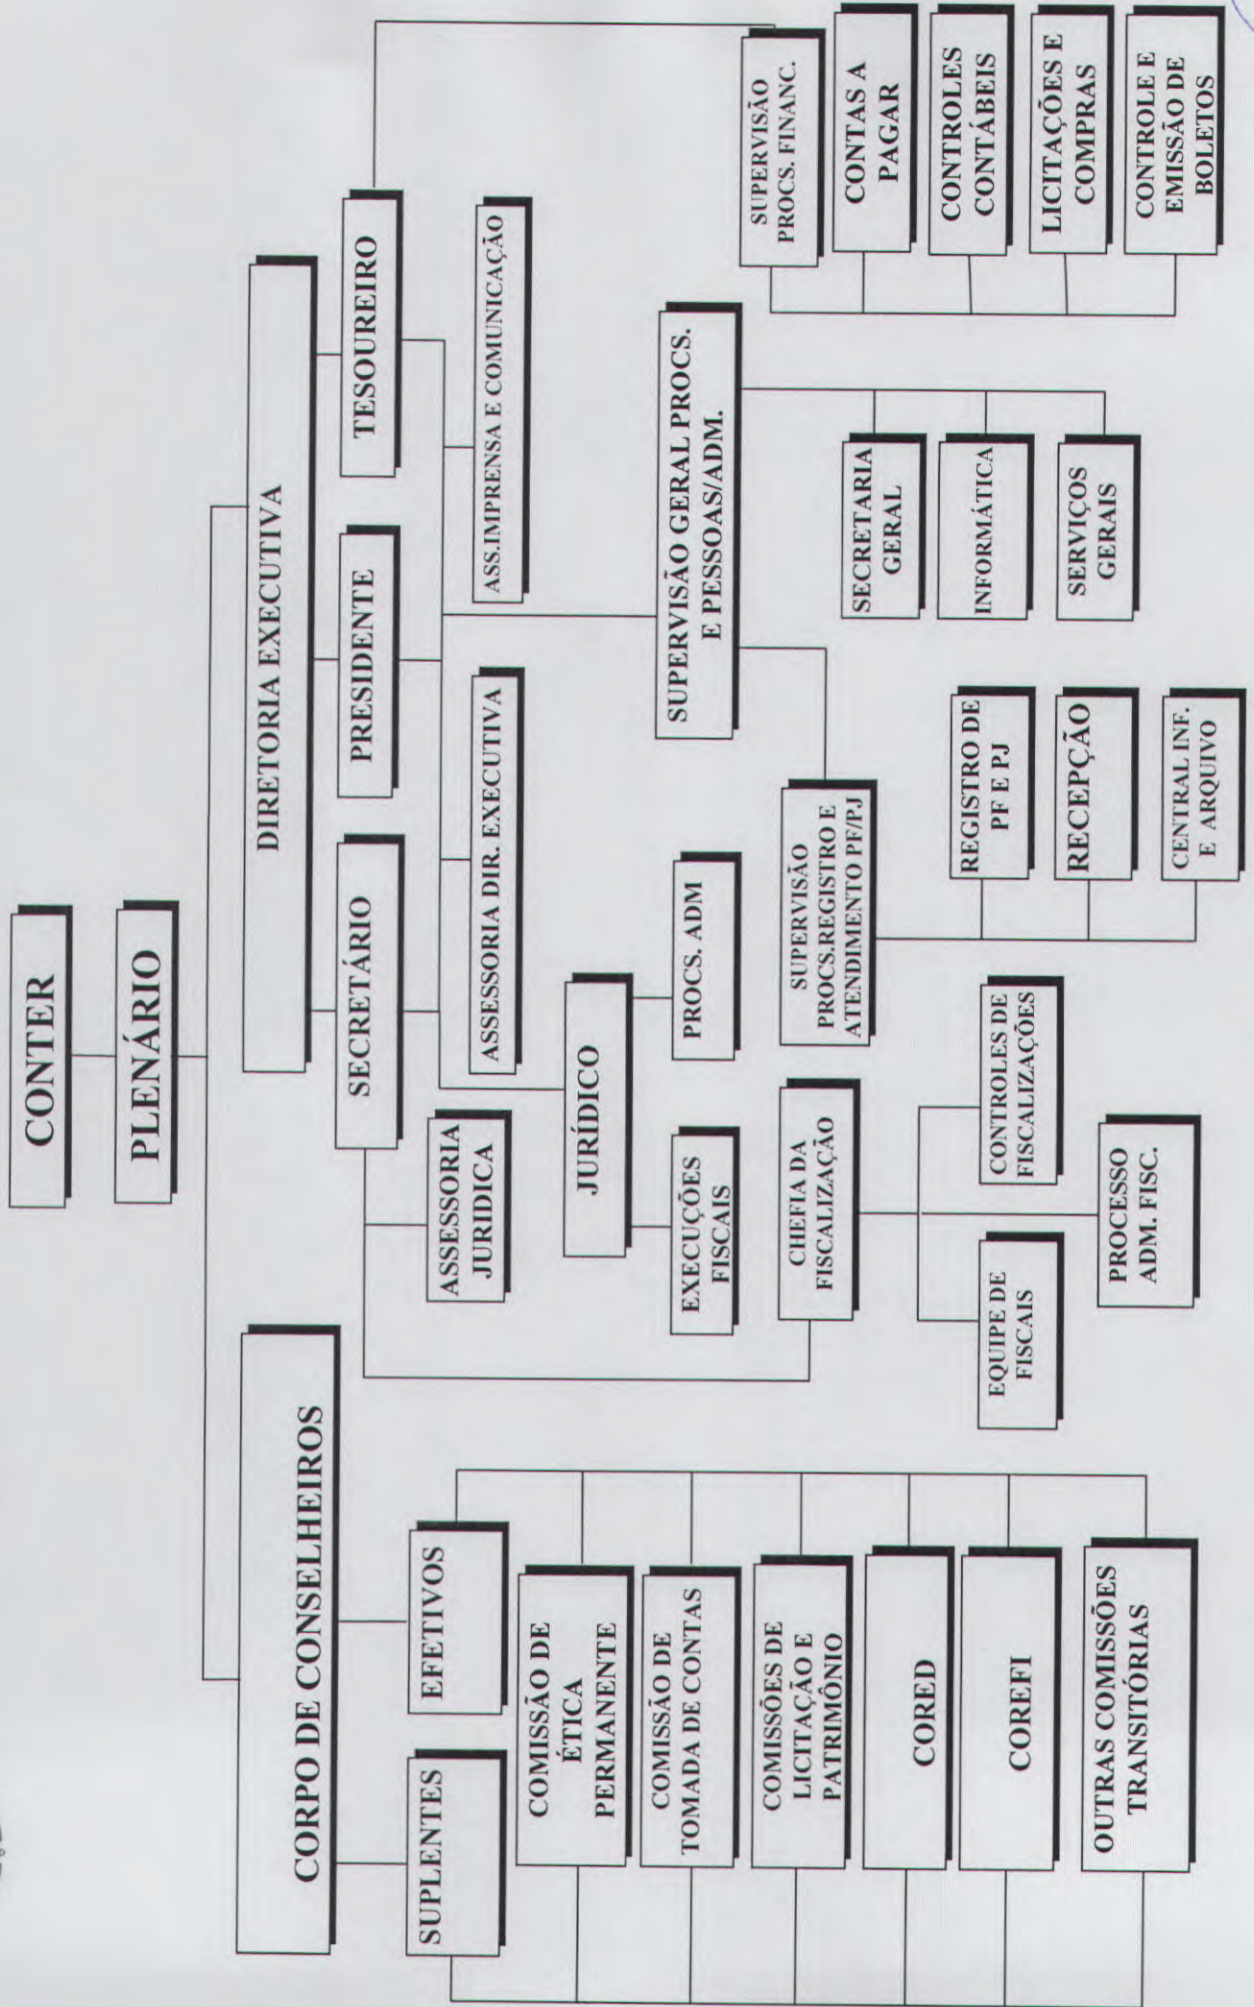 CONTER
PLENÁRIO
CORPO DE CONSELHEIROS
DIRETORIA EXECUTIVA
SUPLENTES
EFETIVOS
COMISSÃO DE
ÉTICA
PERMANENTE
COMISSÃO DE
TOMADA DE CONTAS
COMISSÕES DE
LICITAÇÃO E
PATRIMÔNIO
CORED
COREFI
OUTRAS COMISSÕES
TRANSITÓRIAS
SECRETÁRIO
PRESIDENTE
TESOUREIRO
ASSESSORIA
JURIDICA
ASSESSORIA DIR. EXECUTIVA
ASS.IMPRENSA E COMUNICAÇÃO
JURÍDICO
EXECUÇÕES
FISCAIS
PROCS. ADM
SUPERVISÃO GERAL PROCS.
E PESSOAS/ADM.
CHEFIA DA
FISCALIZAÇÃO
EQUIPE DE
FISCAIS
CONTROLES DE
FISCALIZAÇÕES
PROCESSO
ADM. FISC.
SUPERVISÃO
PROCS.REGISTRO E
ATENDIMENTO PF/PJ
REGISTRO DE
PF E PJ
RECEPÇÃO
CENTRAL INF.
E ARQUIVO
SECRETARIA
GERAL
INFORMÁTICA
SERVIÇOS
GERAIS
SUPERVISÃO
PROCS. FINANC.
CONTAS A
PAGAR
CONTROLES
CONTÁBEIS
LICITAÇÕES E
COMPRAS
CONTROLE E
EMISSÃO DE
BOLETOS